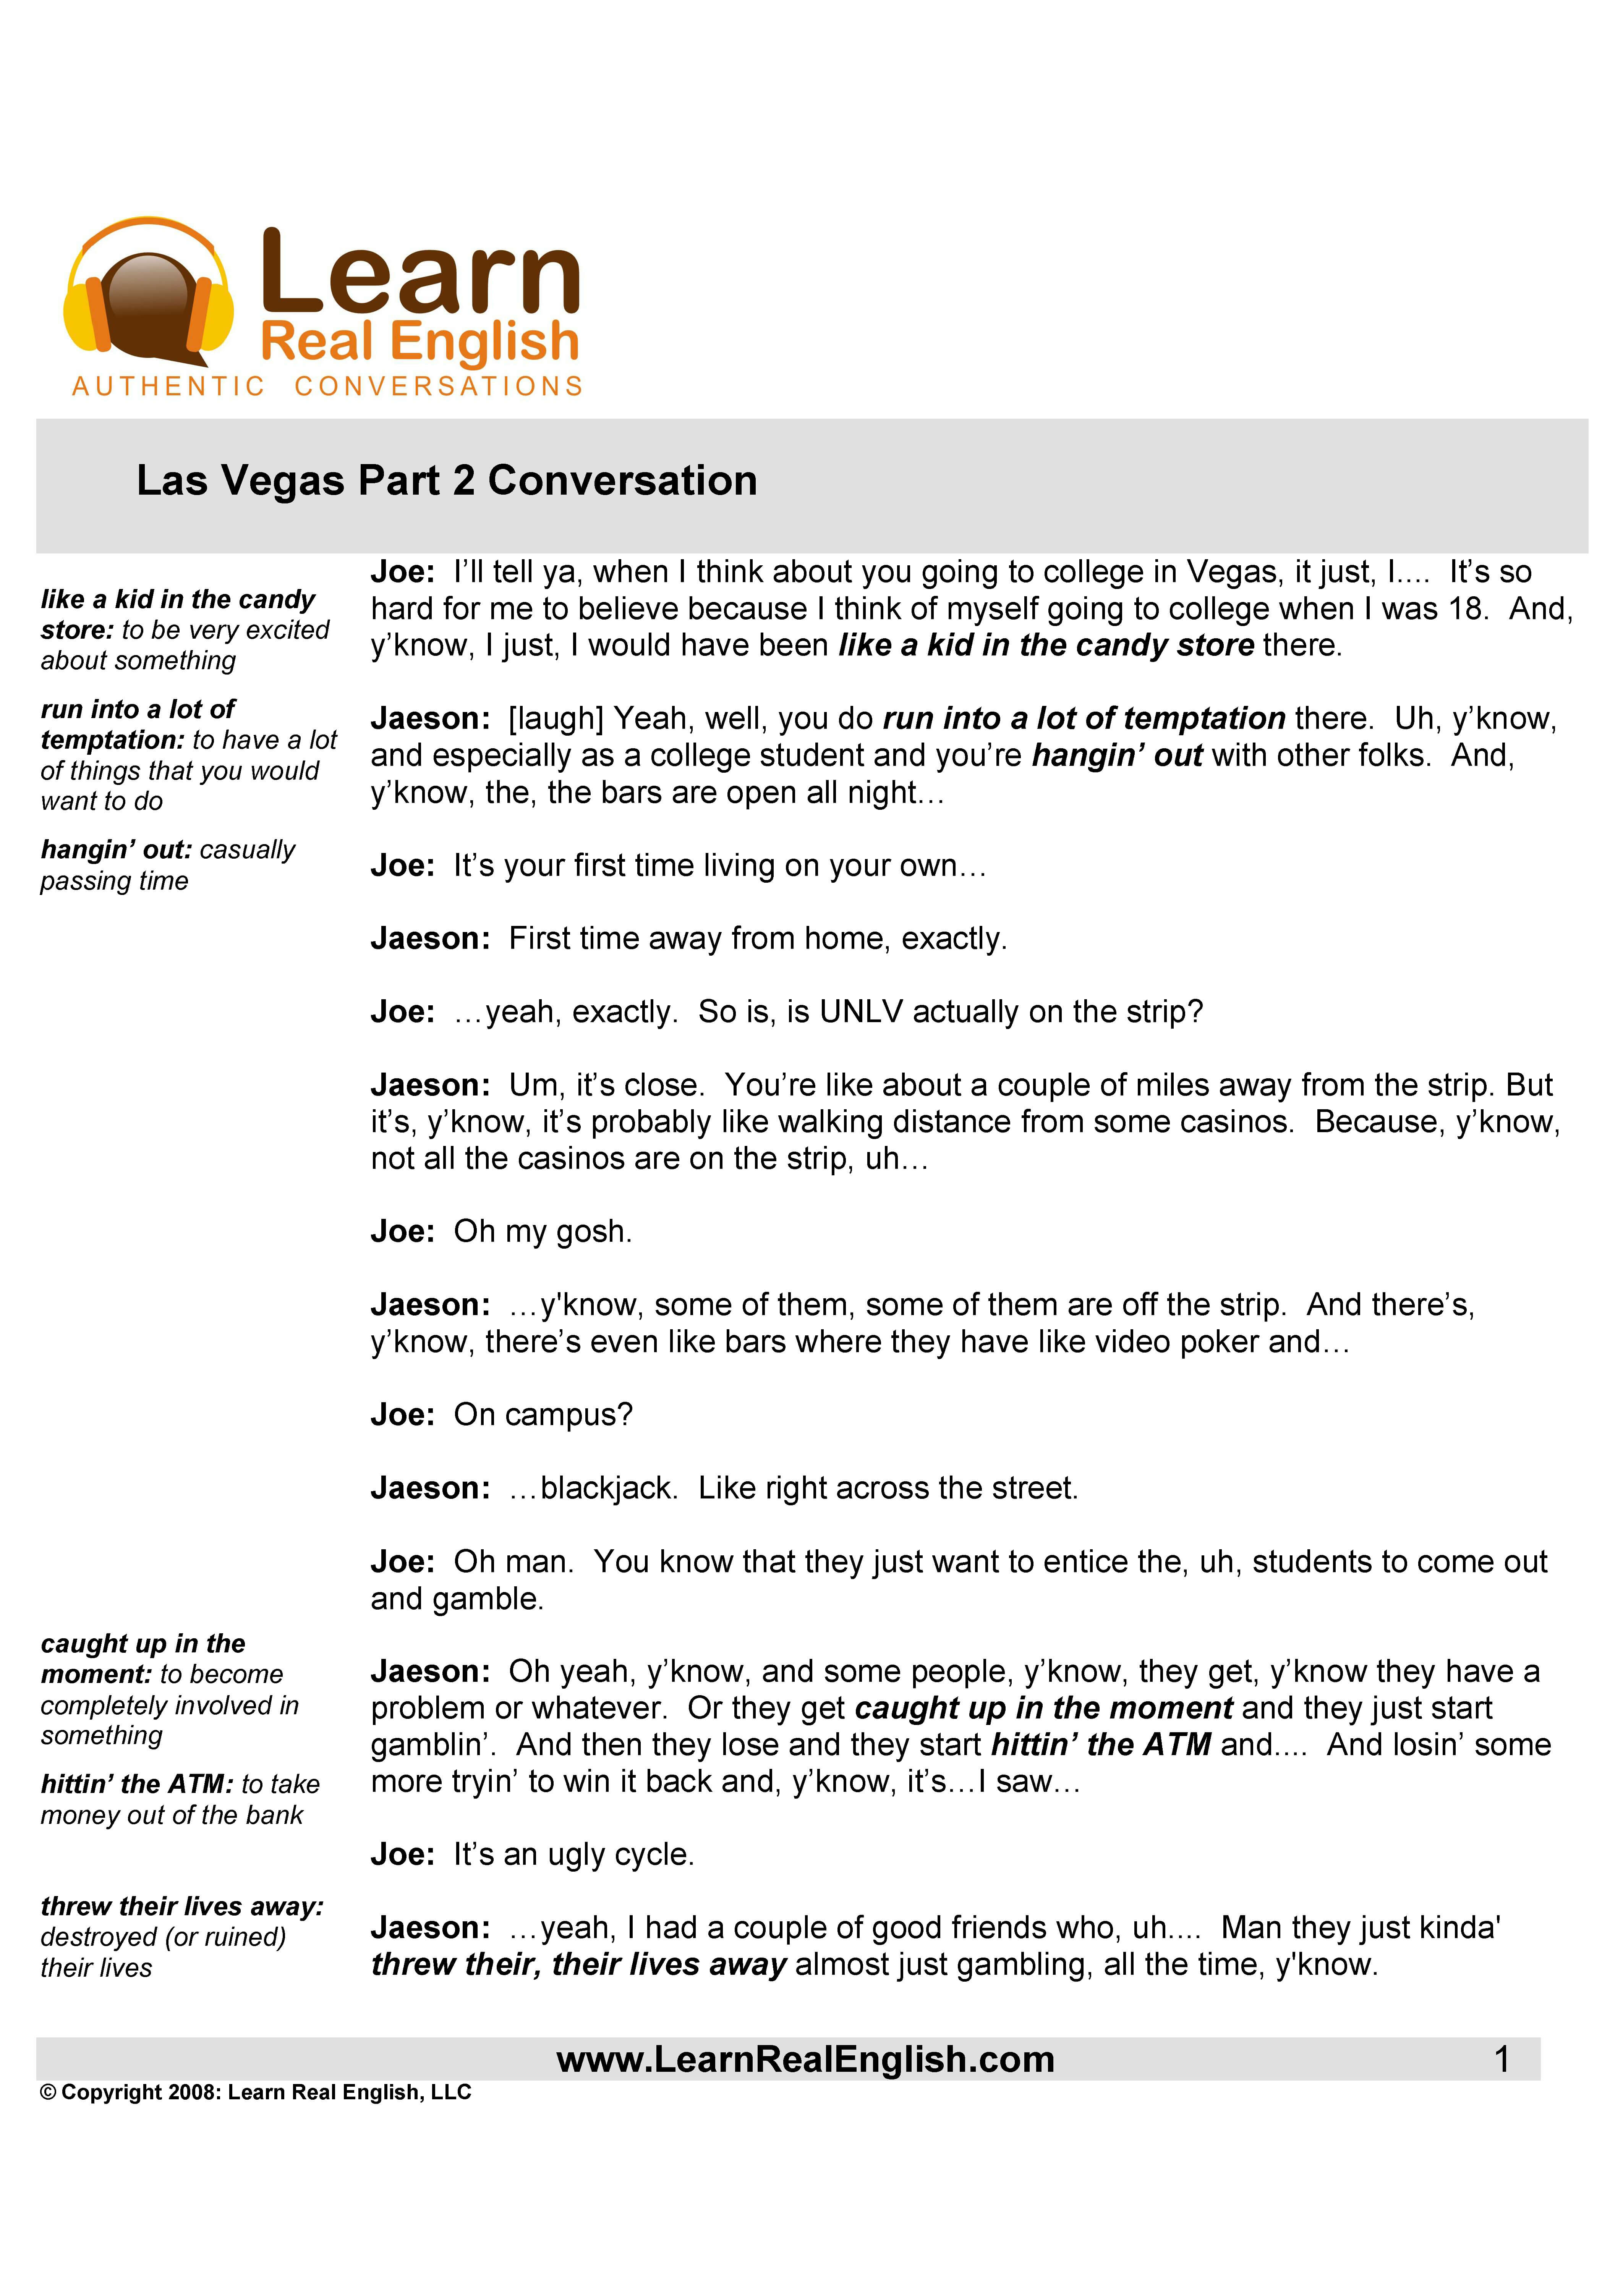 Learn
Real English
AUTHENTIC CONVERSATIONS
Las Vegas Part 2 Conversation
like a kid in the candy
store: to be very excited
about something
run into a lot of
temptation: to have a lot
of things that you would
want to do
hangin’ out: casually
passing time
Joe: I’ll tell ya, when I think about you going to college in Vegas, it just, I.... It’s so
hard for me to believe because I think of myself going to college when I was 18. And,
y’know, I just, I would have been like a kid in the candy store there.
Jaeson: [laugh] Yeah, well, you do run into a lot of temptation there. Uh, y’know,
and especially as a college student and you’re hangin’ out with other folks. And,
y’know, the, the bars are open all night…
Joe: It’s your first time living on your own…
Jaeson: First time away from home, exactly.
Joe: …yeah, exactly. So is, is UNLV actually on the strip?
Jaeson: Um, it’s close. You’re like about a couple of miles away from the strip. But
it’s, y’know, it’s probably like walking distance from some casinos. Because, y’know,
not all the casinos are on the strip, uh…
Joe: Oh my gosh.
Jaeson: …y'know, some of them, some of them are off the strip. And there’s,
y’know, there’s even like bars where they have like video poker and…
Joe: On campus?
Jaeson: …blackjack. Like right across the street.
Joe: Oh man. You know that they just want to entice the, uh, students to come out
and gamble.
caught up in the
moment: to become
completely involved in
something
hittin’ the ATM: to take
money out of the bank
threw their lives away:
destroyed (or ruined)
their lives
Jaeson: Oh yeah, y’know, and some people, y’know, they get, y’know they have a
problem or whatever. Or they get caught up in the moment and they just start
gamblin’. And then they lose and they start hittin’ the ATM and.... And losin’ some
more tryin’ to win it back and, y’know, it’s…I saw…
Joe: It’s an ugly cycle.
Jaeson: …yeah, I had a couple of good friends who, uh.... Man they just kinda'
threw their, their lives away almost just gambling, all the time, y'know.
www.LearnRealEnglish.com 1
© Copyright 2008: Learn Real English, LLC